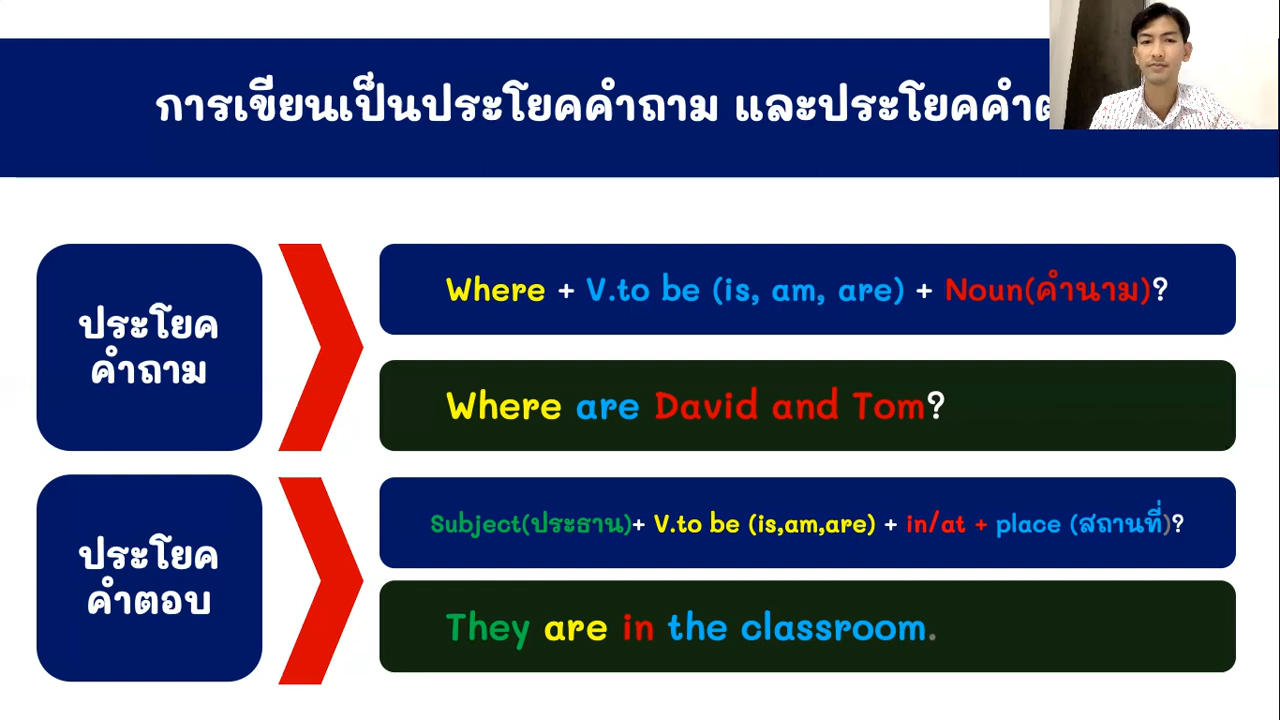 การเขียนเป็นประโยคคำถาม และประโยค
ประโยค
คำถาม
Where + V.to be (is, am, are) + Noun(คำนาม)?
Where are David and Tom?
ประโยค
คำตอบ
Subject(ประธาน)+ V.to be (is,am,are) + in/at + place (สถานที่)?
They are in the classroom.